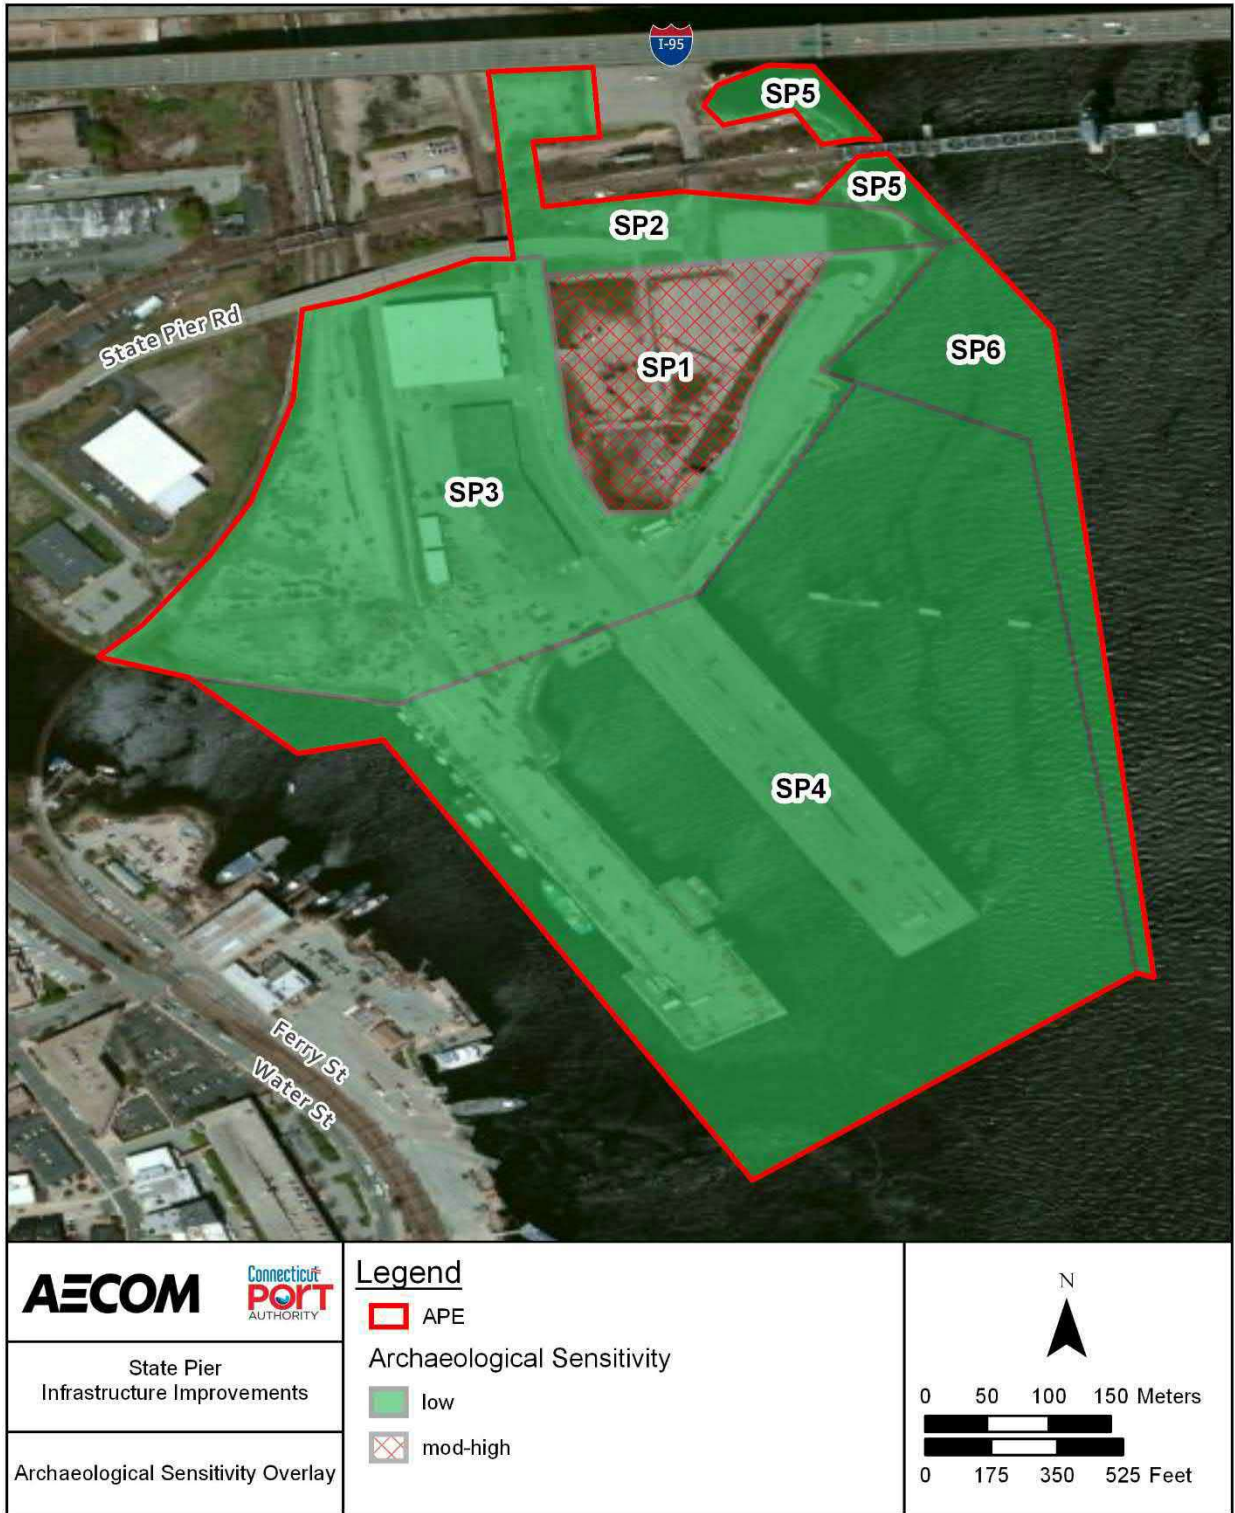 I-95
SP5
SP5
SP2
SP6
State Pier Rd
SP1
SP3
SP4
Ferry St
Water St
AECOM
Connecticut
PORT
AUTHORITY
State Pier
Infrastructure Improvements
Archaeological Sensitivity Overlay
Legend
APE
Archaeological Sensitivity
low
mod-high
N
0 50 100 150 Meters
0 175 350 525 Feet